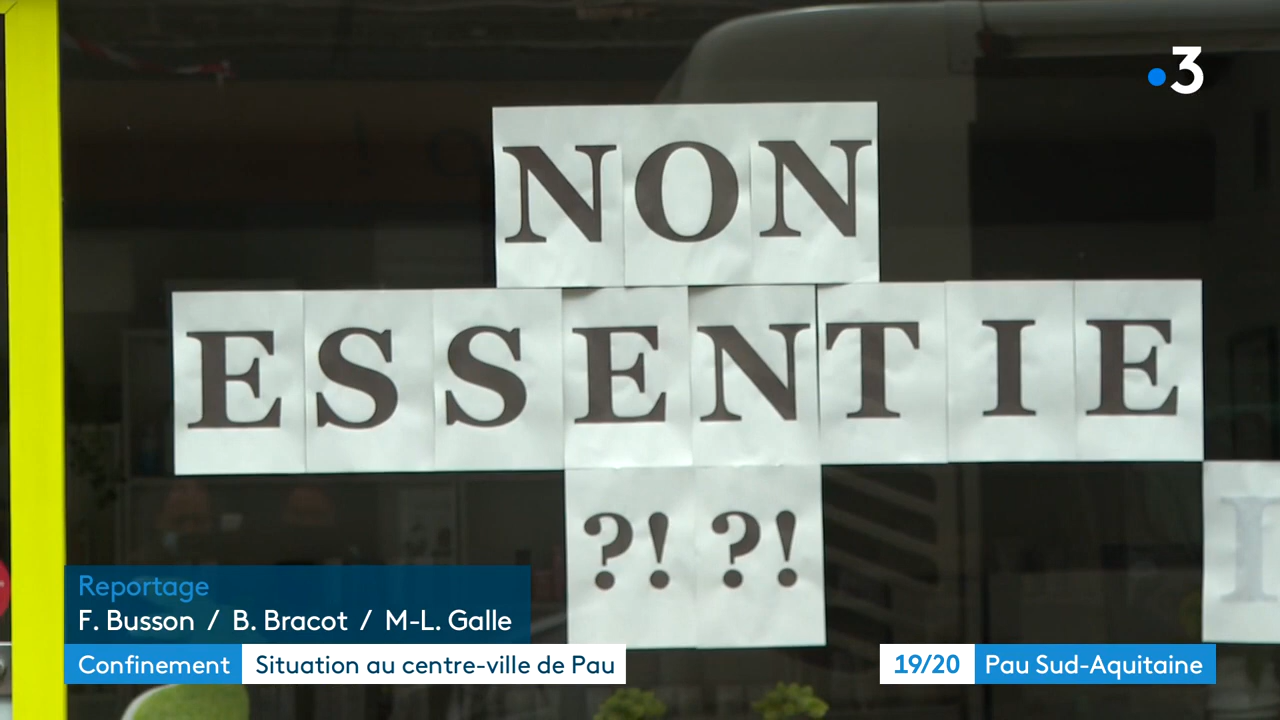 3
NON
ESSENTIE
?!?!
Reportage
F. Busson / B. Bracot / M-L. Galle
Confinement Situation au centre-ville de Pau
19/20 Pau Sud-Aquitaine